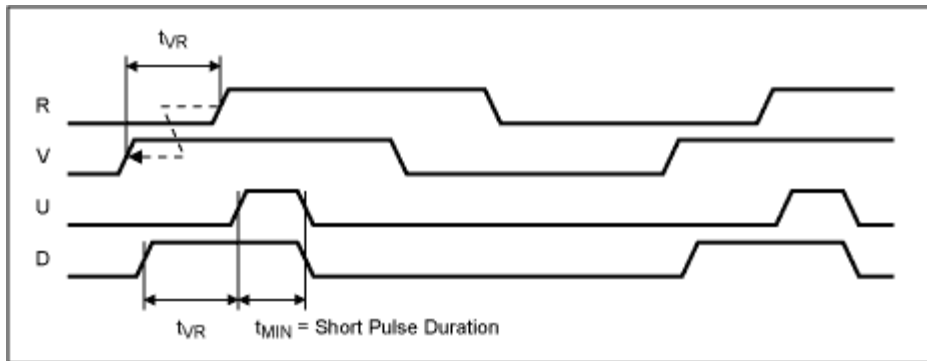 tVR
R
V
U
D
tVR
tMIN = Short Pulse Duration